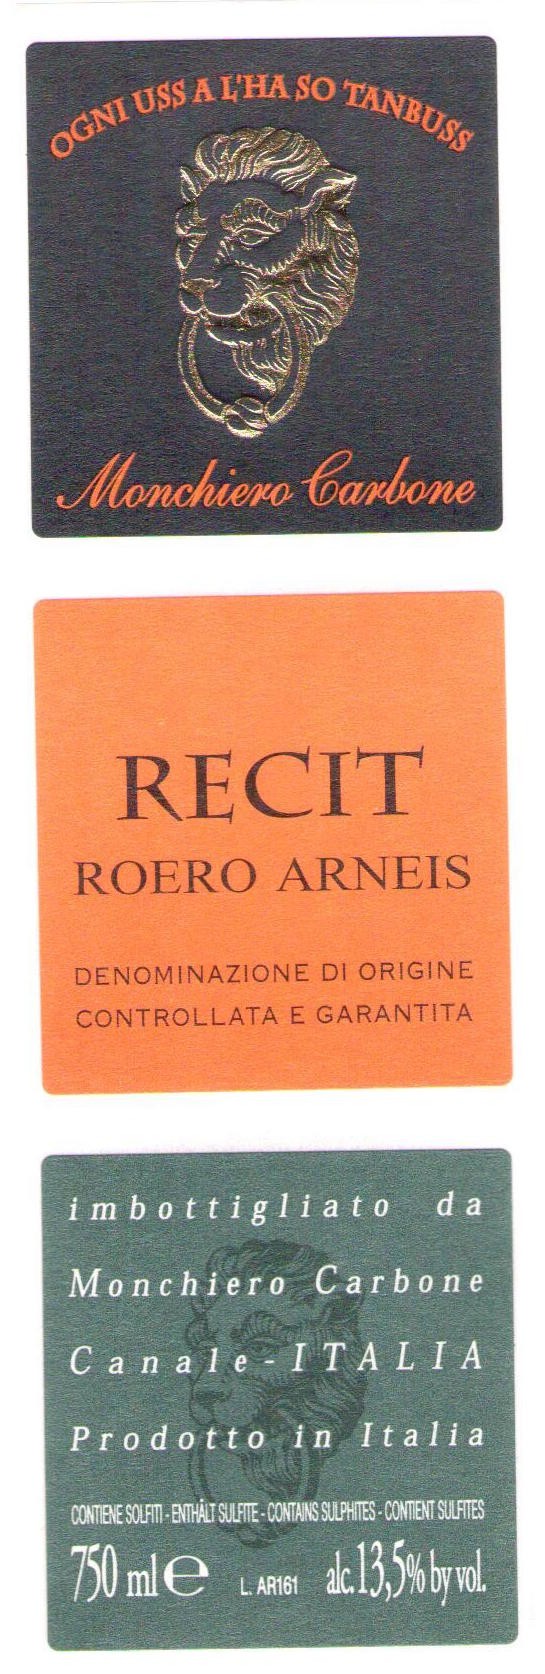 OGNI USS A L'HA SO TANBUSS
Monchiero Carbone
RECIT
ROERO ARNEIS
DENOMINAZIONE DI ORIGINE
CONTROLLATA E GARANTITA
imbottigliato da
Monchiero Carbone
Canale-ITALIA
Prodotto in Italia
CONTIENE SOLFITI - ENTHÄLT SULFITE - CONTAINS SULPHITES - CONTIENT SULFITES
750 ml e L. AR161 alc. 13,5% by vol.